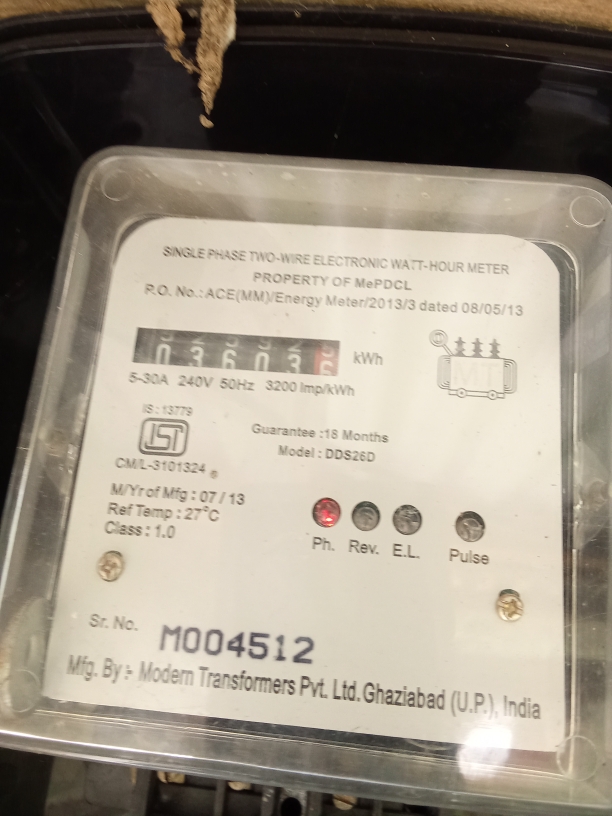 SINGLE PHASE TWO-WIRE ELECTRONIC WATT-HOUR METER
PROPERTY OF MePDCL
P.O. No.: ACE(MM)/Energy Meter/2013/3 dated 08/05/13
03603 kWh
MT
5-30A 240V 50Hz 3200 Imp/kWh
IS : 13779
ISI
CM/L-3101324
Guarantee :18 Months
Model : DDS26D
M/Yr of Mfg : 07 / 13
Ref Temp : 27°C
Class : 1.0
Ph. Rev. E.L. Pulse
Sr. No. M004512
Mfg. By :- Modern Transformers Pvt. Ltd. Ghaziabad (U.P.), India